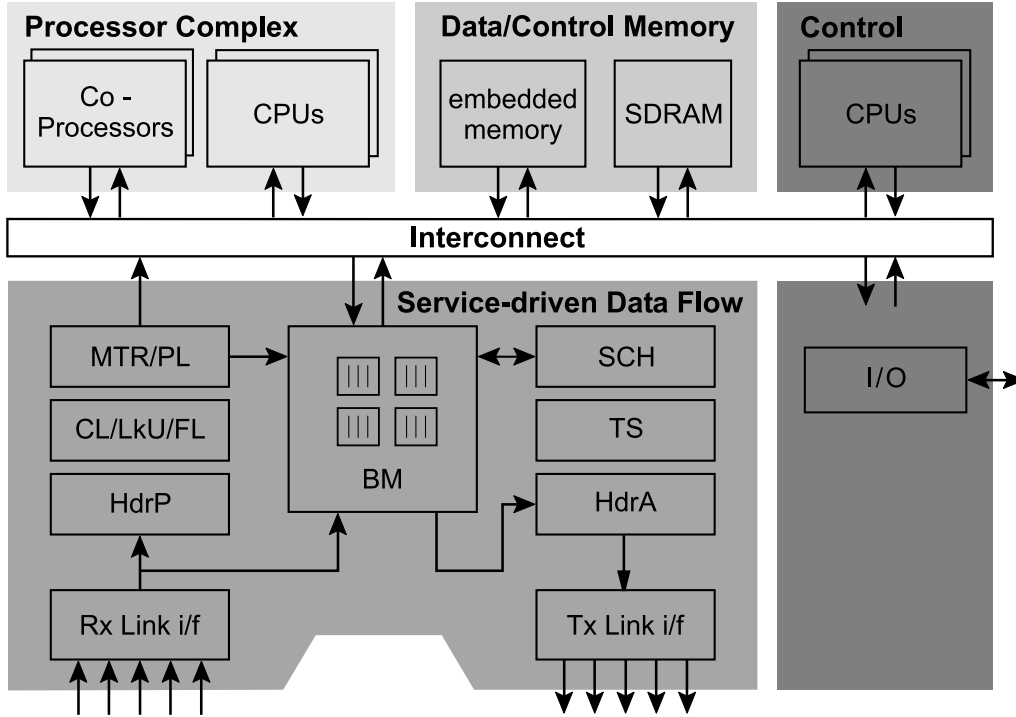 Processor Complex
Co -
Processors
CPUs
Data/Control Memory
embedded
memory
SDRAM
Control
CPUs
Interconnect
Service-driven Data Flow
MTR/PL
CL/LkU/FL
HdrP
Rx Link i/f
BM
SCH
TS
HdrA
Tx Link i/f
I/O